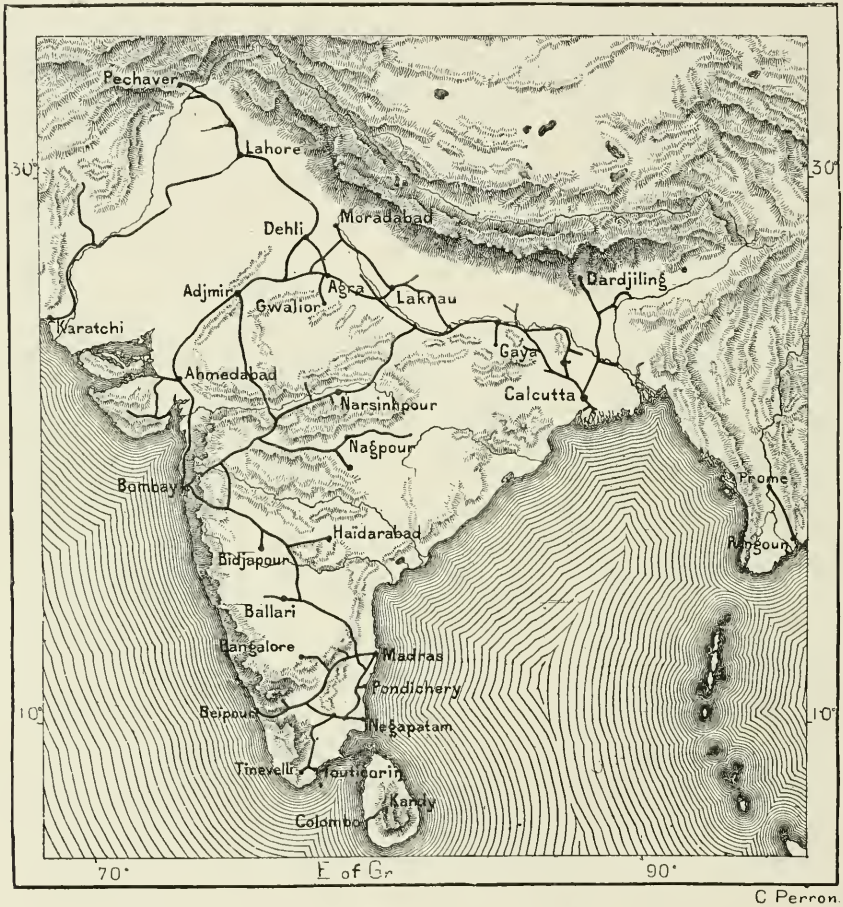 Pechaver
Lahore
30°
30°
Moradabad
Dehli
Dardjiling
Adjmir
Agra
Laknau
Gwalior
Karatchi
Gaya
Ahmedabad
Calcutta
Narsinhpour
Nagpour
Bombay
Prome
Haïdarabad
Rangoun
Bidjapour
Ballari
Bangalore
Madras
Pondichery
Beipour
10°
Negapatam
10°
Tinevelli
Touticorin
Kandy
Colombo
70°
E of Gr
90°
C Perron.